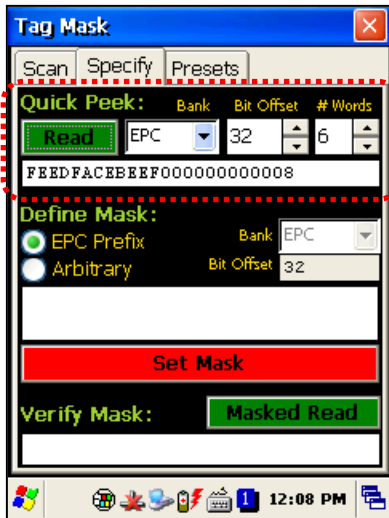 Tag Mask
Scan Specify Presets
Quick Peek: Bank Bit Offset # Words
Read EPC 32 6
FEEDFACEBEEF000000000008
Define Mask:
EPC Prefix Bank EPC
Arbitrary Bit Offset 32
Set Mask
Verify Mask: Masked Read
1 12:08 PM